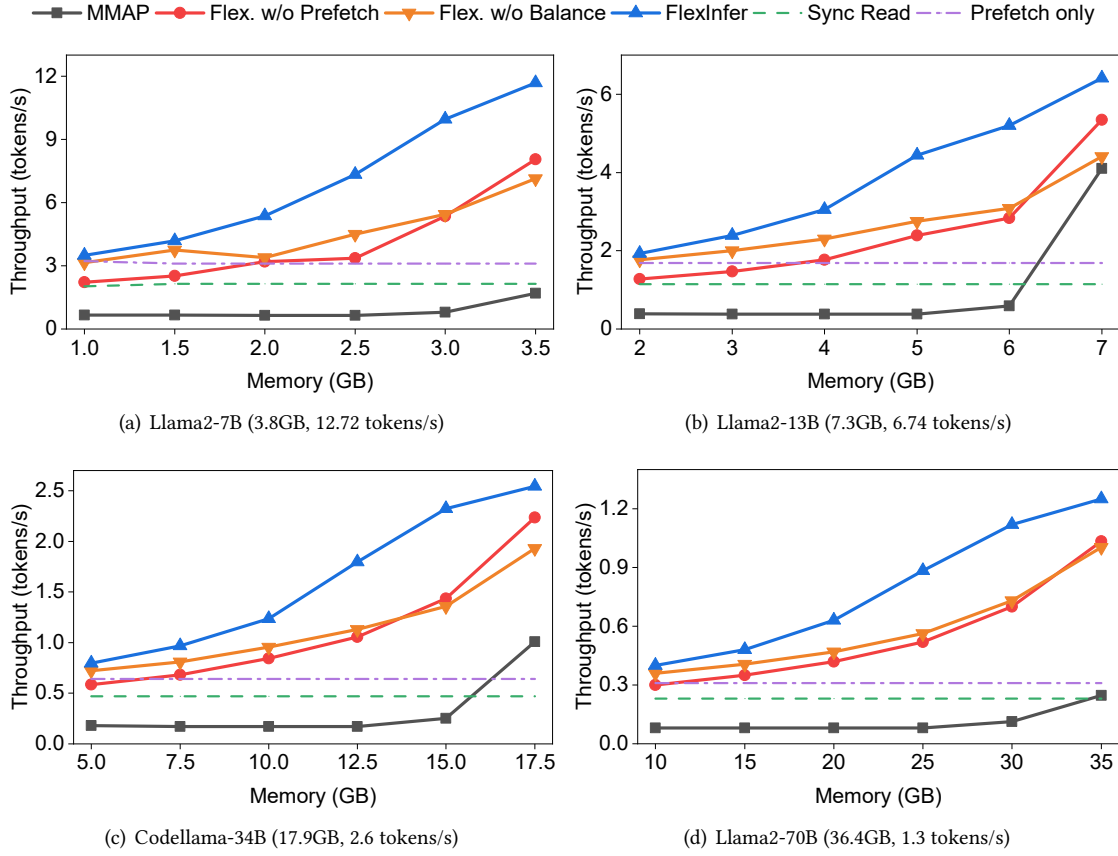 MMAP Flex. w/o Prefetch Flex. w/o Balance FlexInfer Sync Read Prefetch only
Throughput (tokens/s)
12
9
6
3
0
1.0 1.5 2.0 2.5 3.0 3.5
Memory (GB)
(a) Llama2-7B (3.8GB, 12.72 tokens/s)
Throughput (tokens/s)
6
4
2
0
2 3 4 5 6 7
Memory (GB)
(b) Llama2-13B (7.3GB, 6.74 tokens/s)
Throughput (tokens/s)
2.5
2.0
1.5
1.0
0.5
0.0
5.0 7.5 10.0 12.5 15.0 17.5
Memory (GB)
(c) Codellama-34B (17.9GB, 2.6 tokens/s)
Throughput (tokens/s)
1.2
0.9
0.6
0.3
0.0
10 15 20 25 30 35
Memory (GB)
(d) Llama2-70B (36.4GB, 1.3 tokens/s)